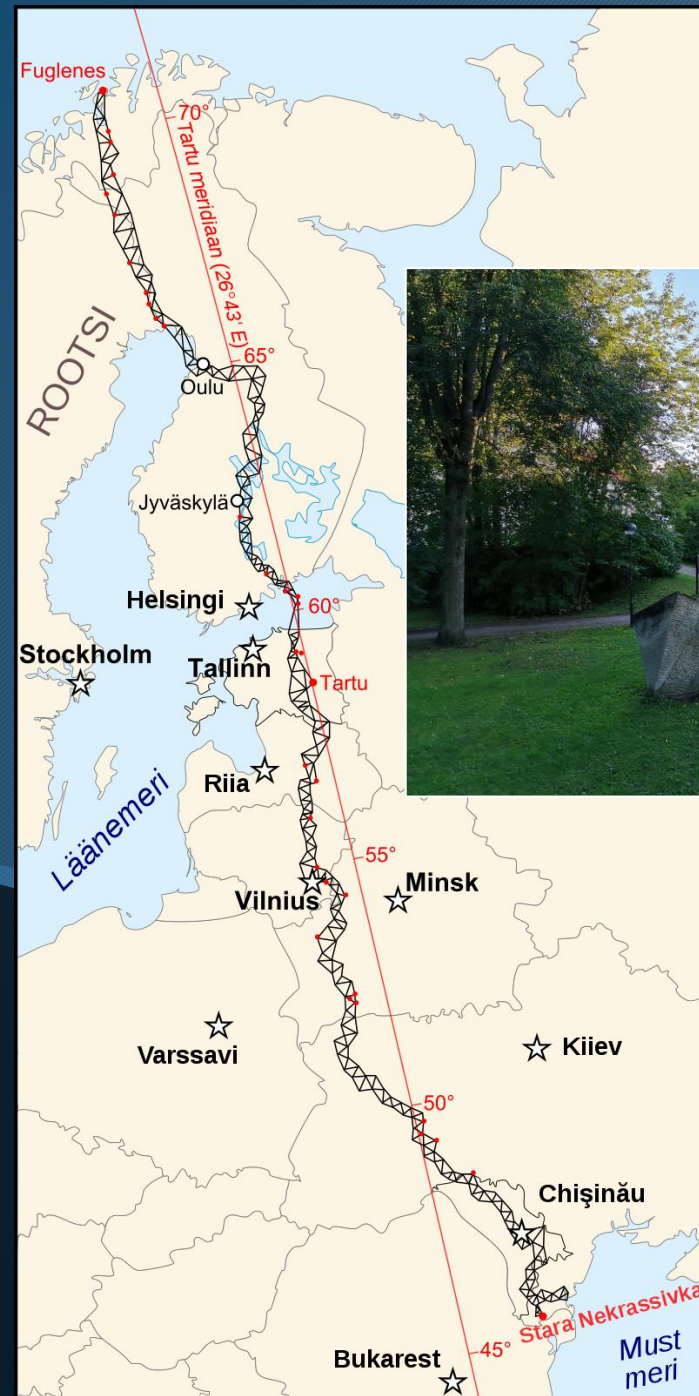 Fuglenes
70°
Tartu meridiaan (26°43' E)
65°
ROOTSI
Oulu
Jyväskylä
Helsingi
60°
Stockholm
Tallinn
Tartu
Riia
Läänemeri
55°
Vilnius
Minsk
Varssavi
Kiiev
50°
Chişinău
Stara Nekrassivka
45°
Must
meri
Bukarest